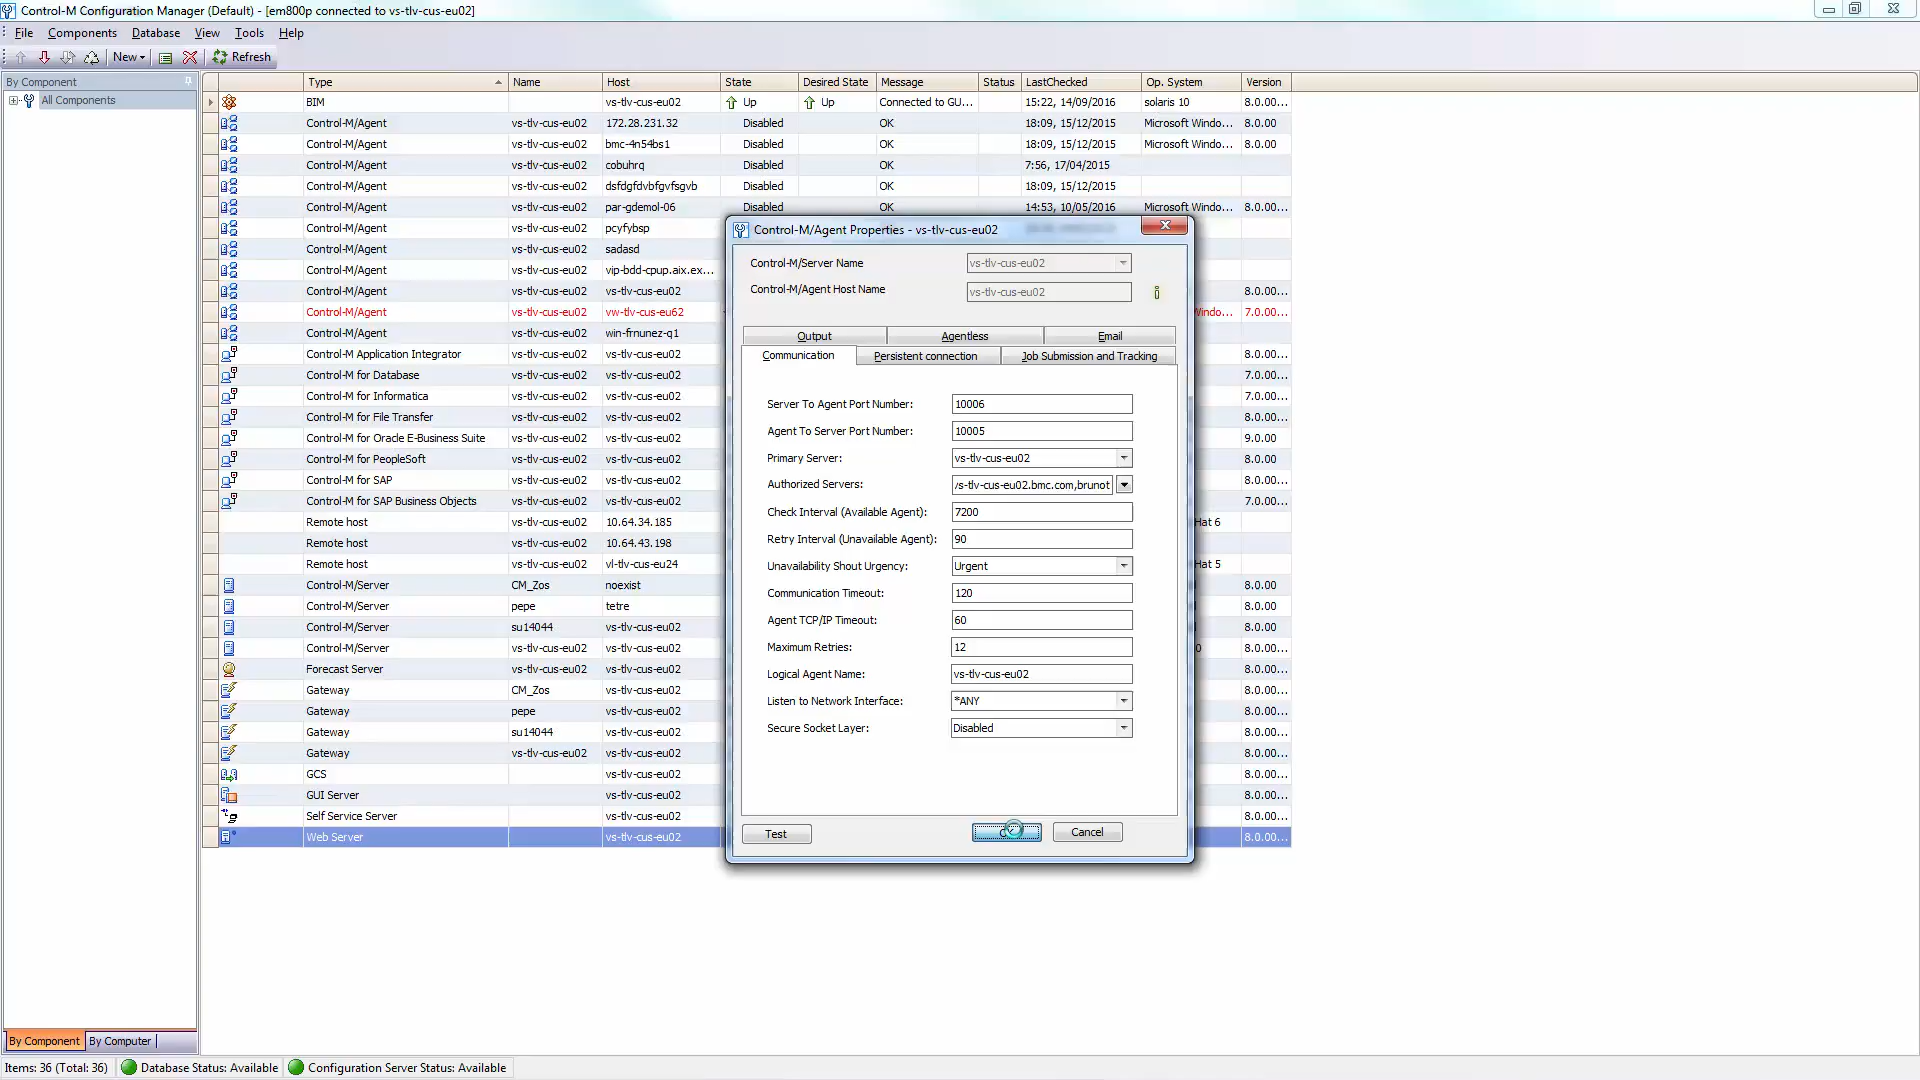 Control-M Configuration Manager (Default) - [em800p connected to vs-tlv-cus-eu02]
File Components Database View Tools Help
New Refresh
By Component
All Components
Type Name Host State Desired State Message Status LastChecked Op. System Version
BIM vs-tlv-cus-eu02 Up Up Connected to GU... 15:22, 14/09/2016 solaris 10 8.0.00...
Control-M/Agent vs-tlv-cus-eu02 172.28.231.32 Disabled OK 18:09, 15/12/2015 Microsoft Windo... 8.0.00
Control-M/Agent vs-tlv-cus-eu02 bmc-4n54bs1 Disabled OK 18:09, 15/12/2015 Microsoft Windo... 8.0.00
Control-M/Agent vs-tlv-cus-eu02 cobuhrq Disabled OK 7:56, 17/04/2015
Control-M/Agent vs-tlv-cus-eu02 dsfdgfdvbfgvfsgvb Disabled OK 18:09, 15/12/2015
Control-M/Agent vs-tlv-cus-eu02 par-gdemol-06 Disabled OK 14:53, 10/05/2016 Microsoft Windo... 8.0.00...
Control-M/Agent vs-tlv-cus-eu02 pcyfybsp
Control-M/Agent vs-tlv-cus-eu02 sadasd
Control-M/Agent vs-tlv-cus-eu02 vip-bdd-cpup.aix.ex...
Control-M/Agent vs-tlv-cus-eu02 vs-tlv-cus-eu02 8.0.00...
Control-M/Agent vs-tlv-cus-eu02 vw-tlv-cus-eu62 Windo... 7.0.00...
Control-M/Agent vs-tlv-cus-eu02 win-frnunez-q1
Control-M Application Integrator vs-tlv-cus-eu02 vs-tlv-cus-eu02 8.0.00...
Control-M for Database vs-tlv-cus-eu02 vs-tlv-cus-eu02 7.0.00...
Control-M for Informatica vs-tlv-cus-eu02 vs-tlv-cus-eu02 7.0.00...
Control-M for File Transfer vs-tlv-cus-eu02 vs-tlv-cus-eu02 8.0.00...
Control-M for Oracle E-Business Suite vs-tlv-cus-eu02 vs-tlv-cus-eu02 9.0.00
Control-M for PeopleSoft vs-tlv-cus-eu02 vs-tlv-cus-eu02 8.0.00
Control-M for SAP vs-tlv-cus-eu02 vs-tlv-cus-eu02 8.0.00...
Control-M for SAP Business Objects vs-tlv-cus-eu02 vs-tlv-cus-eu02 7.0.00...
Remote host vs-tlv-cus-eu02 10.64.34.185 Hat 6
Remote host vs-tlv-cus-eu02 10.64.43.198
Remote host vs-tlv-cus-eu02 vl-tlv-cus-eu24 Hat 5
Control-M/Server CM_Zos noexist 8.0.00
Control-M/Server pepe tetre 8.0.00
Control-M/Server su14044 vs-tlv-cus-eu02 8.0.00
Control-M/Server vs-tlv-cus-eu02 vs-tlv-cus-eu02 0 8.0.00...
Forecast Server vs-tlv-cus-eu02 vs-tlv-cus-eu02 8.0.00...
Gateway CM_Zos vs-tlv-cus-eu02 8.0.00...
Gateway pepe vs-tlv-cus-eu02 8.0.00...
Gateway su14044 vs-tlv-cus-eu02 8.0.00...
Gateway vs-tlv-cus-eu02 vs-tlv-cus-eu02 8.0.00...
GCS vs-tlv-cus-eu02 8.0.00...
GUI Server vs-tlv-cus-eu02 8.0.00...
Self Service Server vs-tlv-cus-eu02 8.0.00...
Web Server vs-tlv-cus-eu02 8.0.00...
Control-M/Agent Properties - vs-tlv-cus-eu02
Control-M/Server Name vs-tlv-cus-eu02
Control-M/Agent Host Name vs-tlv-cus-eu02
Output Agentless Email
Communication Persistent connection Job Submission and Tracking
Server To Agent Port Number: 10006
Agent To Server Port Number: 10005
Primary Server: vs-tlv-cus-eu02
Authorized Servers: vs-tlv-cus-eu02.bmc.com,brunot
Check Interval (Available Agent): 7200
Retry Interval (Unavailable Agent): 90
Unavailability Shout Urgency: Urgent
Communication Timeout: 120
Agent TCP/IP Timeout: 60
Maximum Retries: 12
Logical Agent Name: vs-tlv-cus-eu02
Listen to Network Interface: *ANY
Secure Socket Layer: Disabled
Test Cancel
By Component By Computer
Items: 36 (Total: 36) Database Status: Available Configuration Server Status: Available